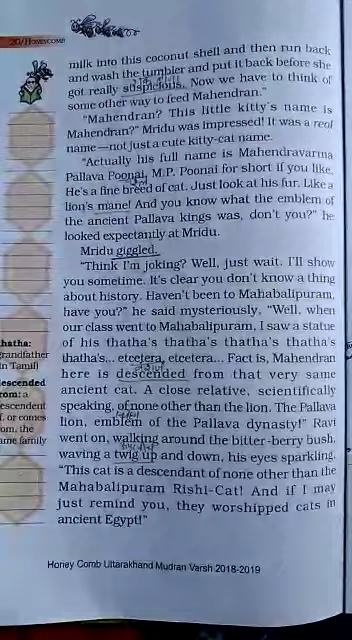 20/HONEYCOMB
milk into this coconut shell and then run back
and wash the tumbler and put it back before she
got really suspicious. Now we have to think of
some other way to feed Mahendran."
"Mahendran? This little kitty's name is
Mahendran?" Mridu was impressed! It was a real
name—not just a cute kitty-cat name.
"Actually his full name is Mahendravarma
Pallava Poonai. M.P. Poonai for short if you like.
He's a fine breed of cat. Just look at his fur. Like a
lion's mane! And you know what the emblem of
the ancient Pallava kings was, don't you?" he
looked expectantly at Mridu.
Mridu giggled.
"Think I'm joking? Well, just wait. I'll show
you sometime. It's clear you don't know a thing
about history. Haven't been to Mahabalipuram,
have you?" he said mysteriously. "Well, when
our class went to Mahabalipuram, I saw a statue
of his thatha's thatha's thatha's thatha's
thatha's... etcetera, etcetera... Fact is, Mahendran
here is descended from that very same
ancient cat. A close relative, scientifically
speaking, of none other than the lion. The Pallava
lion, emblem of the Pallava dynasty!" Ravi
went on, walking around the bitter-berry bush,
waving a twig up and down, his eyes sparkling.
"This cat is a descendant of none other than the
Mahabalipuram Rishi-Cat! And if I may
just remind you, they worshipped cats in
ancient Egypt!"
hatha:
grandfather
in Tamil)
escended
rom: a
escendent
f, or comes
om, the
ame family
Honey Comb Uttarakhand Mudran Varsh 2018-2019